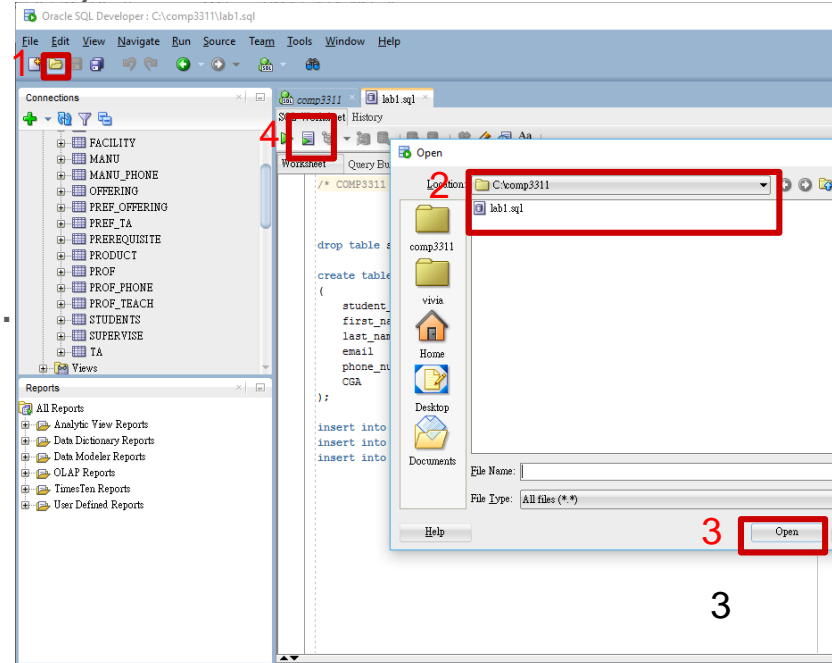 Oracle SQL Developer : C:\comp3311\lab1.sql
File Edit View Navigate Run Source Team Tools Window Help
1
Connections
FACILITY
MANU
MANU_PHONE
OFFERING
PREF_OFFERING
PREF_TA
PREREQUISITE
PRODUCT
PROF
PROF_PHONE
PROF_TEACH
STUDENTS
SUPERVISE
TA
Views
Reports
All Reports
Analytic View Reports
Data Dictionary Reports
Data Modeler Reports
OLAP Reports
TimesTen Reports
User Defined Reports
comp3311 lab1.sql
SQL Worksheet History
4
Aa
Worksheet Query Bu
/* COMP3311
drop table s
create table
(
student_
first_na
last_nam
email
phone_nu
CGA
);
insert into
insert into
insert into
Open
2
Location: C:\comp3311
lab1.sql
comp3311
vivia
Home
Desktop
Documents
File Name:
File Type: All files (*.*)
Help
3
Open
3